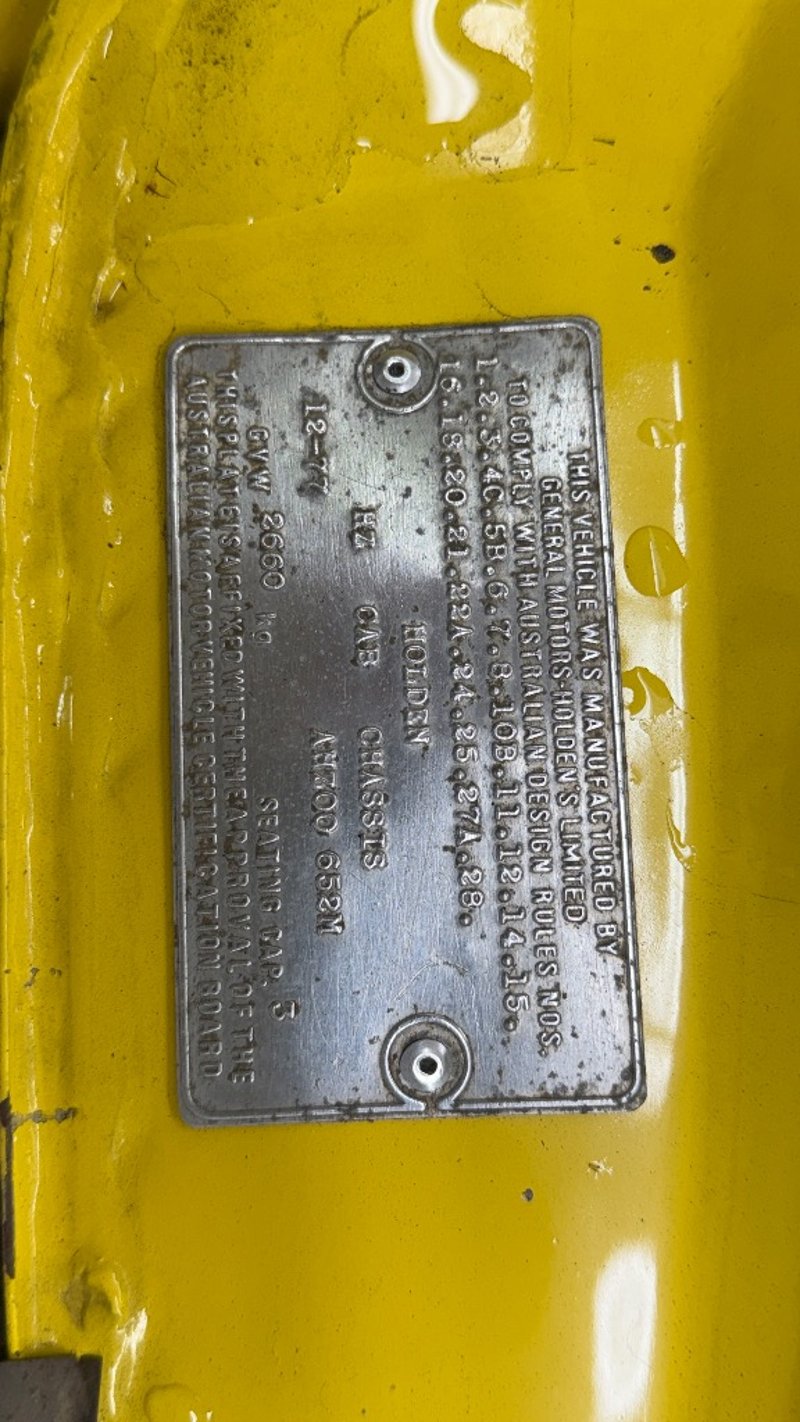 THIS VEHICLE WAS MANUFACTURED BY
GENERAL MOTORS-HOLDEN'S LIMITED
TO COMPLY WITH AUSTRALIAN DESIGN RULES NOS.
1.2.3.4C.5B.6.7.8.10B.11.12.14.15.
16.18.20.21.22A.24.25.27A.28.
HOLDEN
HZ CAB CHASSIS
12-77 AHZ00 652M
GVW 2660 kg SEATING CAP. 3
THIS PLATE IS AFFIXED WITH THE APPROVAL OF THE
AUSTRALIAN MOTOR VEHICLE CERTIFICATION BOARD